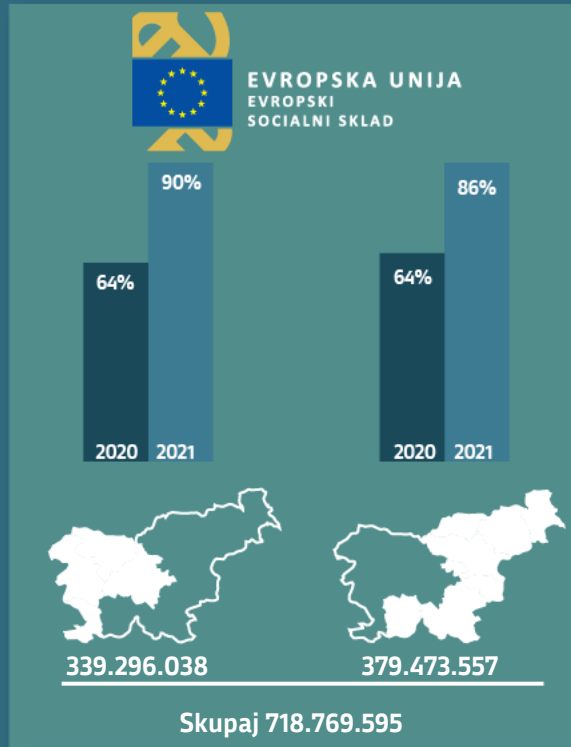 EVROPSKA UNIJA
EVROPSKI
SOCIALNI SKLAD
90%
64%
2020 2021
86%
64%
2020 2021
339.296.038
379.473.557
Skupaj 718.769.595